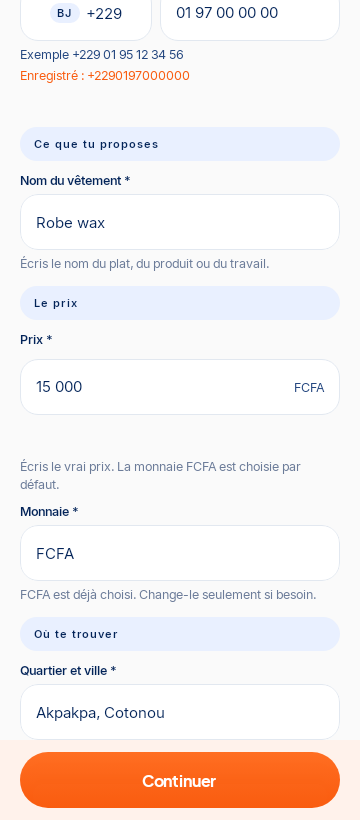 BJ +229 01 97 00 00 00
Exemple +229 01 95 12 34 56
Enregistré : +2290197000000
Ce que tu proposes
Nom du vêtement *
Robe wax
Écris le nom du plat, du produit ou du travail.
Le prix
Prix *
15 000 FCFA
Écris le vrai prix. La monnaie FCFA est choisie par
défaut.
Monnaie *
FCFA
FCFA est déjà choisi. Change-le seulement si besoin.
Où te trouver
Quartier et ville *
Akpakpa, Cotonou
Continuer